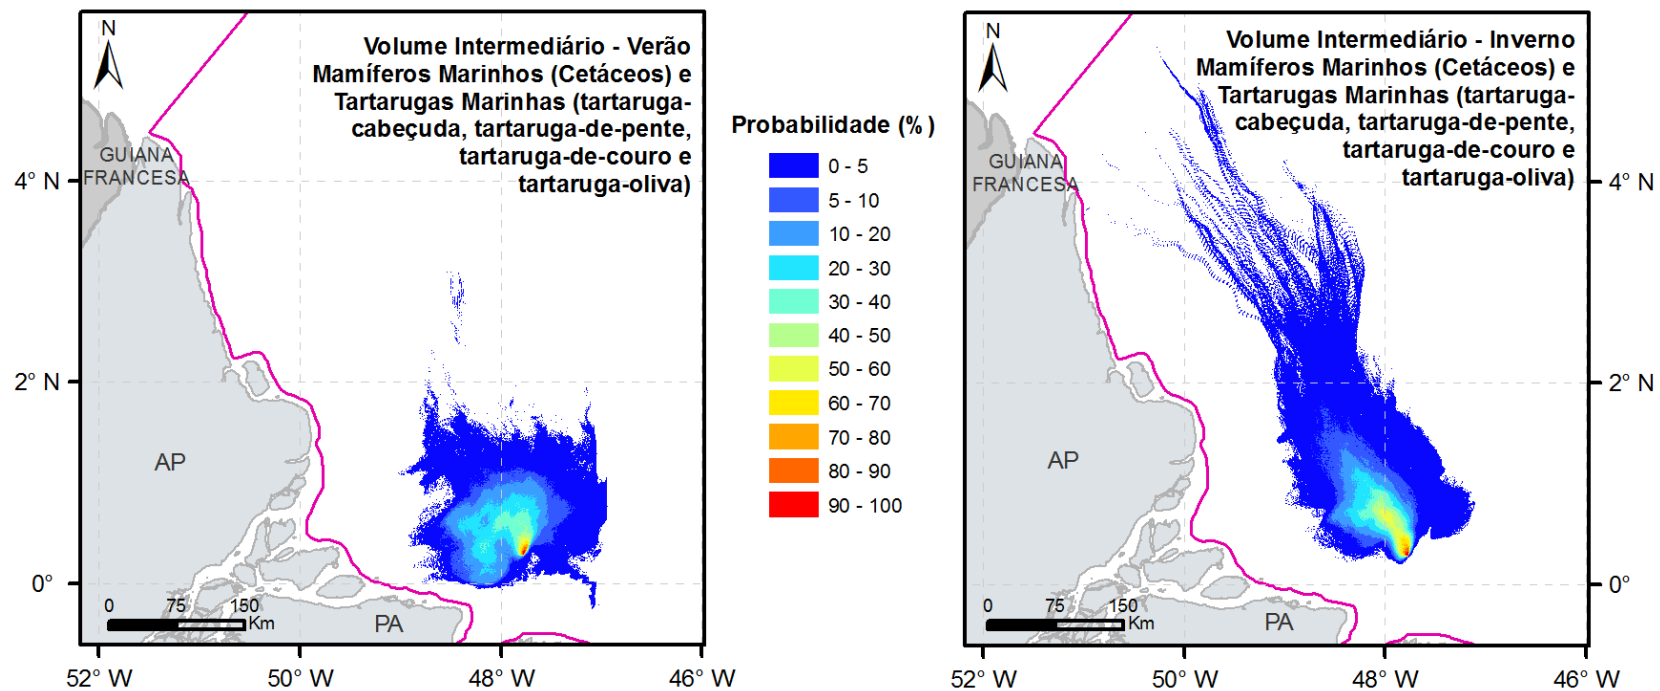 N
Volume Intermediário - Verão
Mamíferos Marinhos (Cetáceos) e
Tartarugas Marinhas (tartaruga-
cabeçuda, tartaruga-de-pente,
tartaruga-de-couro e
tartaruga-oliva)
GUIANA
FRANCESA
4° N
2° N
0°
AP
PA
0 75 150
Km
52° W 50° W 48° W 46° W
Probabilidade (%)
0 - 5
5 - 10
10 - 20
20 - 30
30 - 40
40 - 50
50 - 60
60 - 70
70 - 80
80 - 90
90 - 100
N
Volume Intermediário - Inverno
Mamíferos Marinhos (Cetáceos) e
Tartarugas Marinhas (tartaruga-
cabeçuda, tartaruga-de-pente,
tartaruga-de-couro e
tartaruga-oliva)
GUIANA
FRANCESA
4° N
2° N
0°
AP
PA
0 75 150
Km
52° W 50° W 48° W 46° W